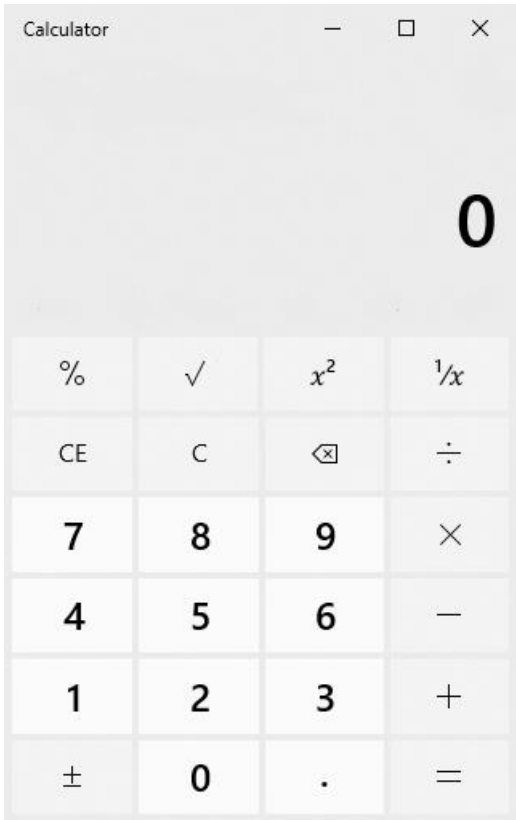 Calculator
0
% √ x² ¹/x
CE C ⌫ ÷
7 8 9 ×
4 5 6 −
1 2 3 +
± 0 . =